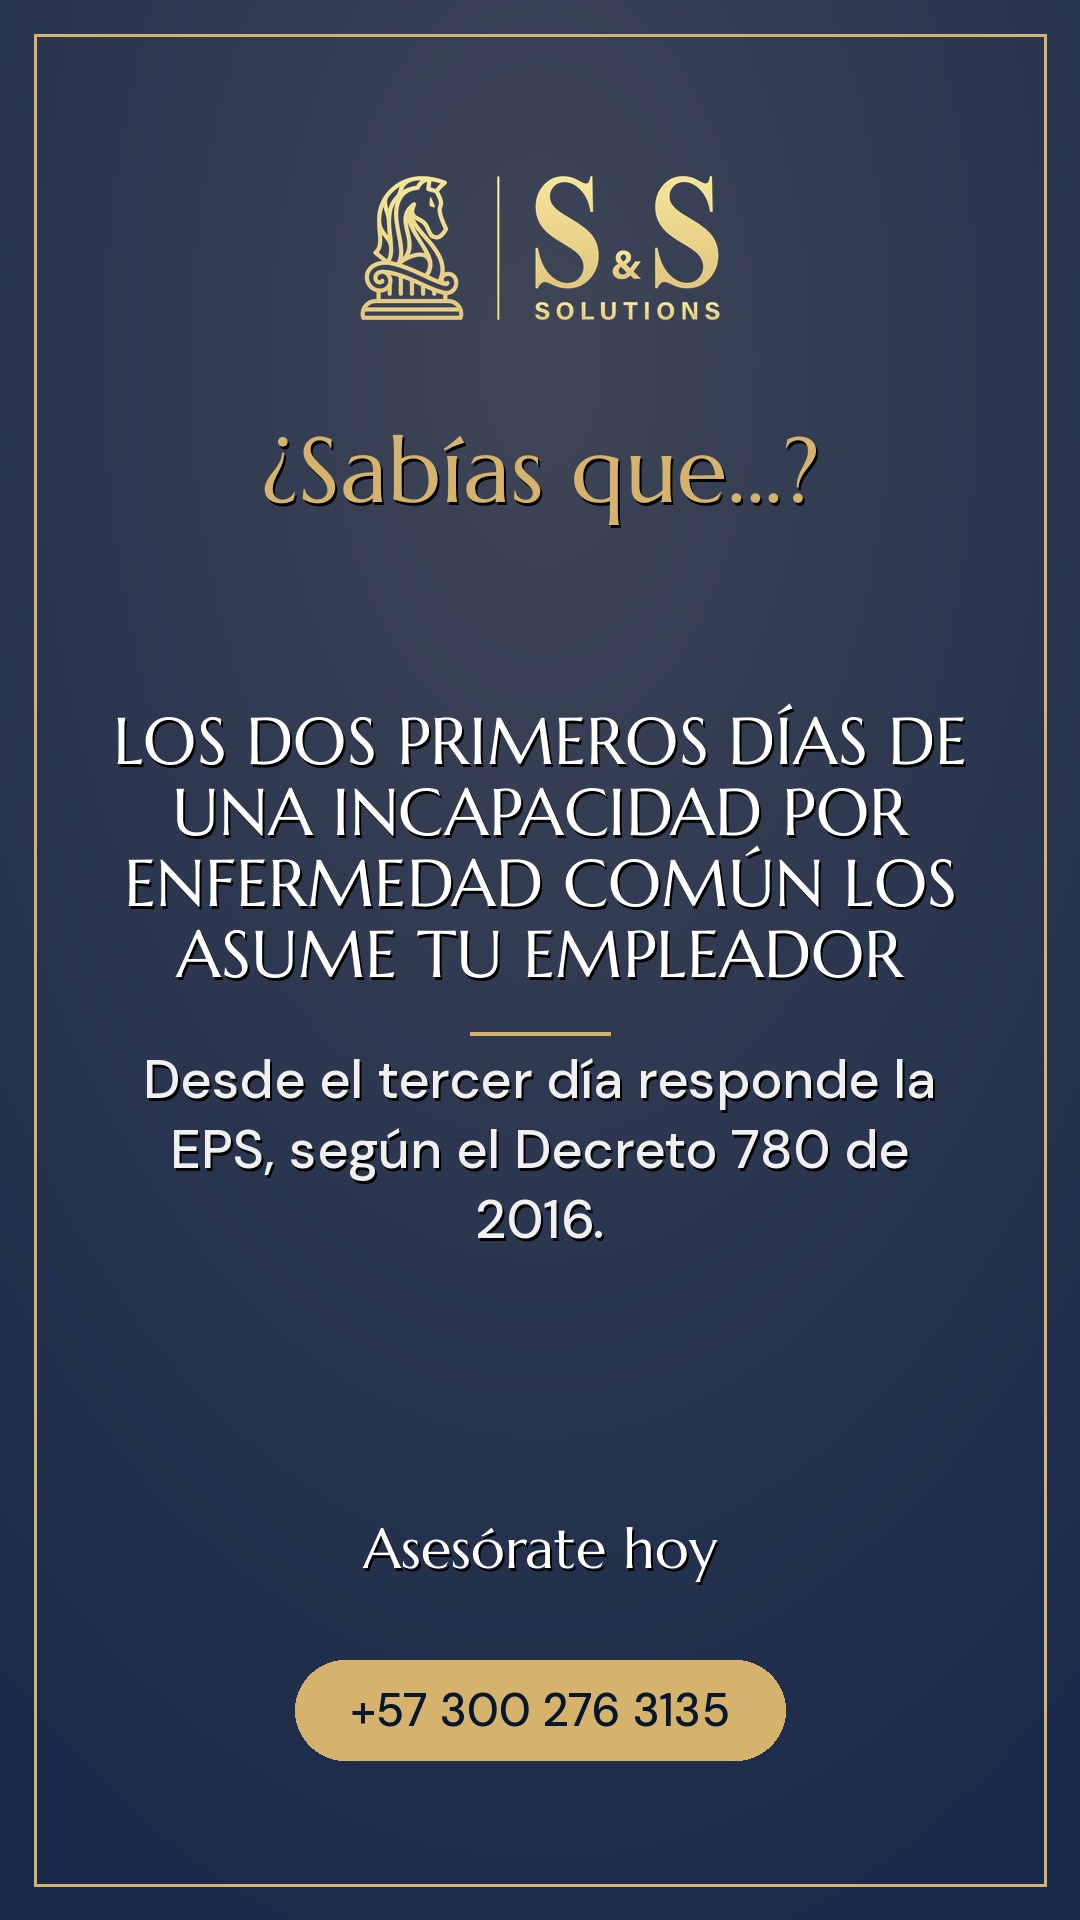 S&S
SOLUTIONS
¿Sabías que...?
LOS DOS PRIMEROS DÍAS DE
UNA INCAPACIDAD POR
ENFERMEDAD COMÚN LOS
ASUME TU EMPLEADOR
Desde el tercer día responde la
EPS, según el Decreto 780 de
2016.
Asesórate hoy
+57 300 276 3135